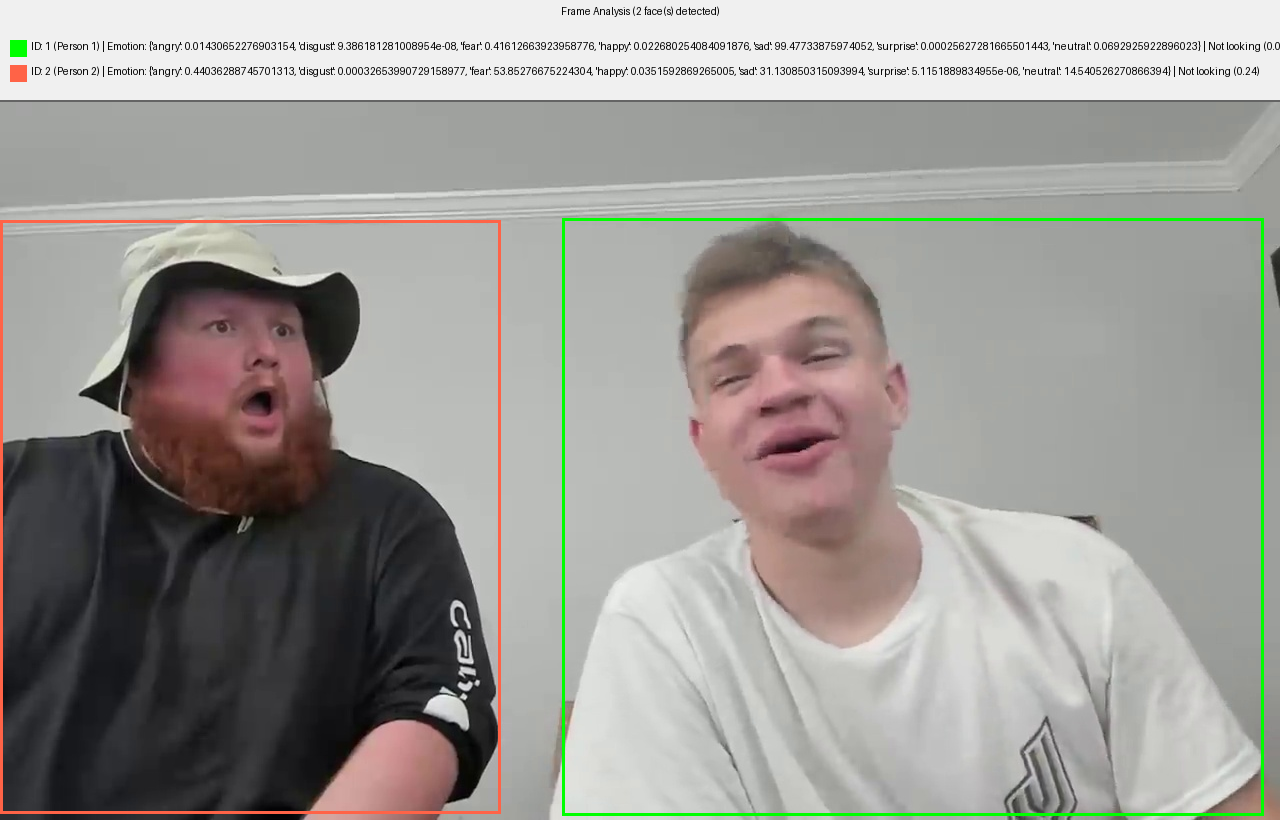 Frame Analysis (2 face(s) detected)
ID: 1 (Person 1) | Emotion: {'angry': 0.01430652276903154, 'disgust': 9.386181281008954e-08, 'fear': 0.41612663923958776, 'happy': 0.022680254084091876, 'sad': 99.47733875974052, 'surprise': 0.00025627281665501443, 'neutral': 0.0692925922896023} | Not looking (0.0
ID: 2 (Person 2) | Emotion: {'angry': 0.44036288745701313, 'disgust': 0.00032653990729158977, 'fear': 53.85276675224304, 'happy': 0.0351592869265005, 'sad': 31.130850315093994, 'surprise': 5.1151889834955e-06, 'neutral': 14.540526270866394} | Not looking (0.24)